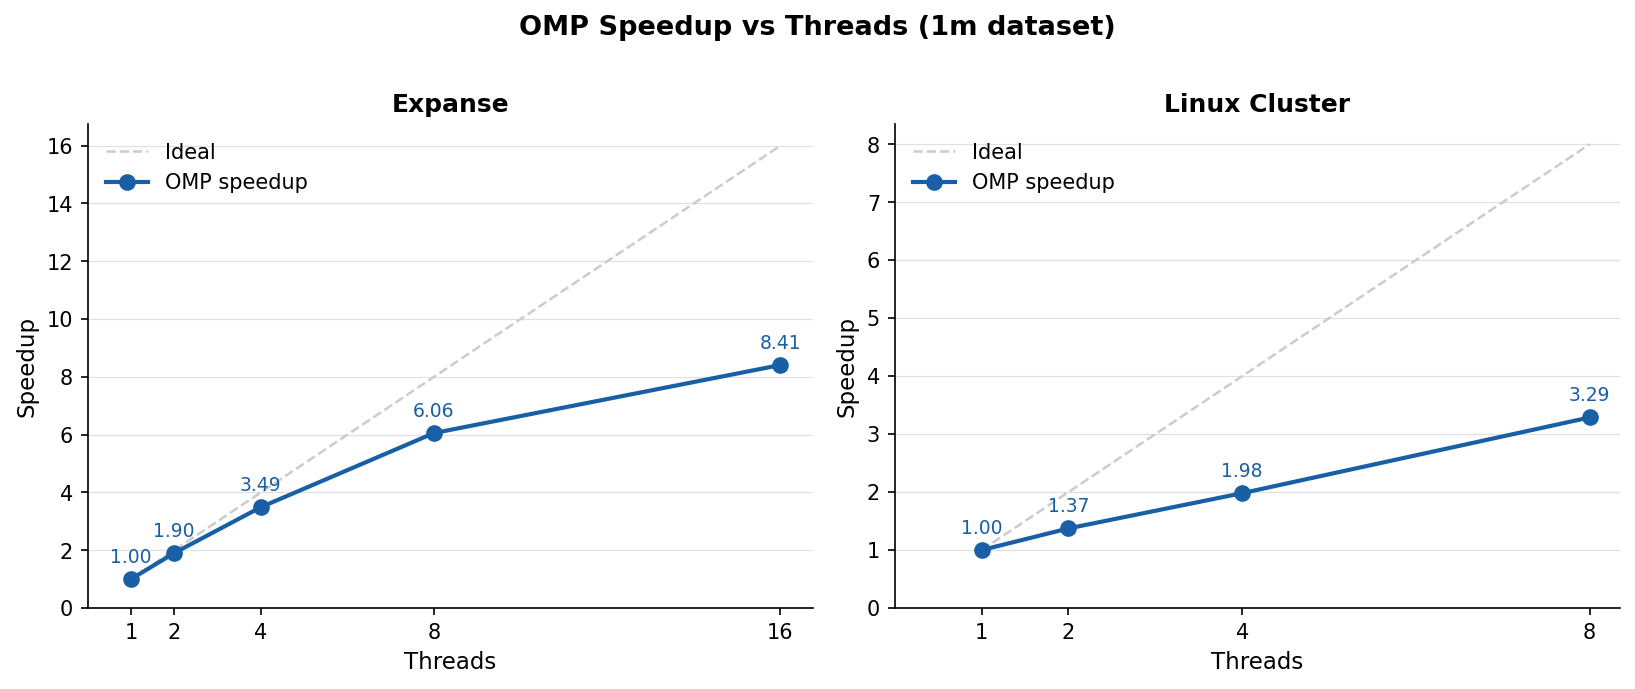 OMP Speedup vs Threads (1m dataset)
Expanse
Ideal
OMP speedup
Speedup
16
14
12
10
8
6
4
2
0
1.00
1.90
3.49
6.06
8.41
1 2 4 8 16
Threads
Linux Cluster
Ideal
OMP speedup
Speedup
8
7
6
5
4
3
2
1
0
1.00
1.37
1.98
3.29
1 2 4 8
Threads